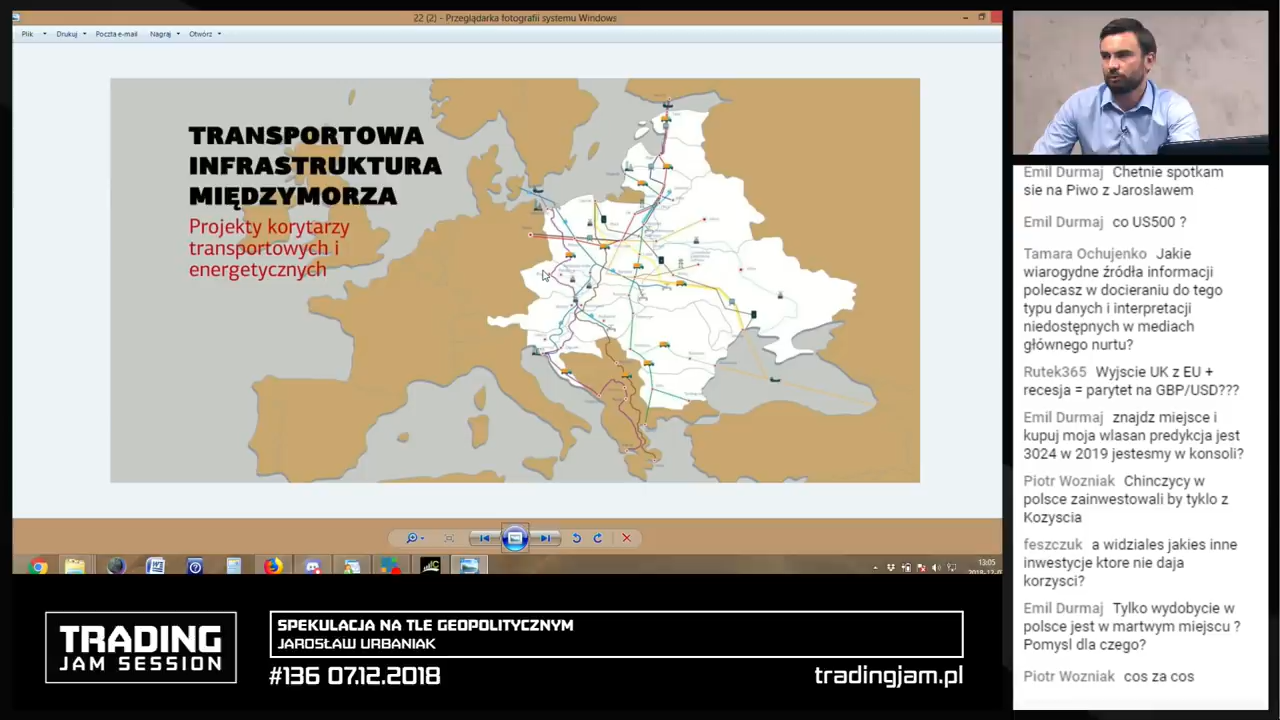 22 (2) - Przeglądarka fotografii systemu Windows
Plik
Drukuj
Poczta e-mail
Nagraj
Otwórz
TRANSPORTOWA
INFRASTRUKTURA
MIĘDZYMORZA
Projekty korytarzy
transportowych i
energetycznych
13:05
Emil Durmaj Chetnie spotkam
sie na Piwo z Jaroslawem
Emil Durmaj co US500 ?
Tamara Ochujenko Jakie
wiarogydne źródła informacji
polecasz w docieraniu do tego
typu danych i interpretacji
niedostępnych w mediach
głównego nurtu?
Rutek365 Wyjscie UK z EU +
recesja = parytet na GBP/USD???
Emil Durmaj znajdz miejsce i
kupuj moja wlasan predykcja jest
3024 w 2019 jestesmy w konsoli?
Piotr Wozniak Chinczycy w
polsce zainwestowali by tyklo z
Kozyscia
feszczuk a widziales jakies inne
inwestycje ktore nie daja
korzysci?
Emil Durmaj Tylko wydobycie w
polsce jest w martwym miejscu ?
Pomysl dla czego?
Piotr Wozniak cos za cos
TRADING
JAM SESSION
SPEKULACJA NA TLE GEOPOLITYCZNYM
JAROSŁAW URBANIAK
#136 07.12.2018
tradingjam.pl